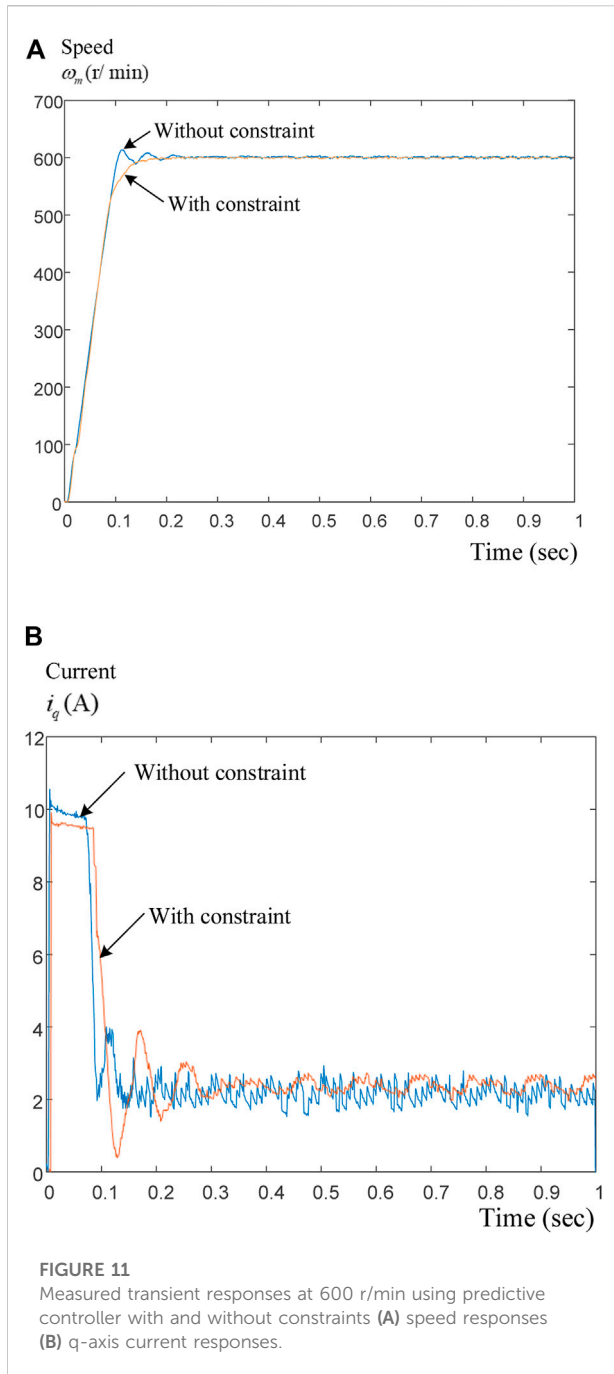 A Speed
ωm (r/ min)
700
Without constraint
600
With constraint
500
400
300
200
100
0
0 0.1 0.2 0.3 0.4 0.5 0.6 0.7 0.8 0.9 1
Time (sec)
B
Current
iq (A)
12
Without constraint
10
8
With constraint
6
4
2
0
0 0.1 0.2 0.3 0.4 0.5 0.6 0.7 0.8 0.9 1
Time (sec)
FIGURE 11
Measured transient responses at 600 r/min using predictive
controller with and without constraints (A) speed responses
(B) q-axis current responses.